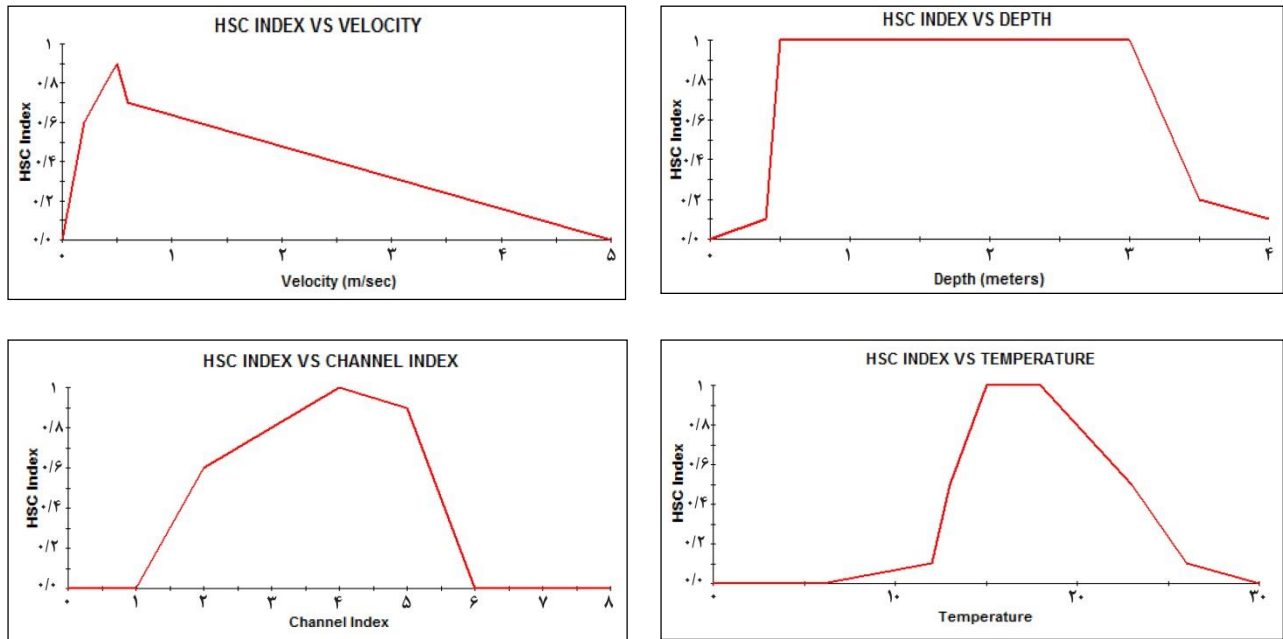 HSC INDEX VS VELOCITY
HSC Index
۱
۰/۸
۰/۶
۰/۴
۰/۲
۰/۰
۰ ۱ ۲ ۳ ۴ ۵
Velocity (m/sec)
HSC INDEX VS DEPTH
HSC Index
۱
۰/۸
۰/۶
۰/۴
۰/۲
۰/۰
۰ ۱ ۲ ۳ ۴
Depth (meters)
HSC INDEX VS CHANNEL INDEX
HSC Index
۱
۰/۸
۰/۶
۰/۴
۰/۲
۰/۰
۰ ۱ ۲ ۳ ۴ ۵ ۶ ۷ ۸
Channel Index
HSC INDEX VS TEMPERATURE
HSC Index
۱
۰/۸
۰/۶
۰/۴
۰/۲
۰/۰
۰ ۱۰ ۲۰ ۳۰
Temperature